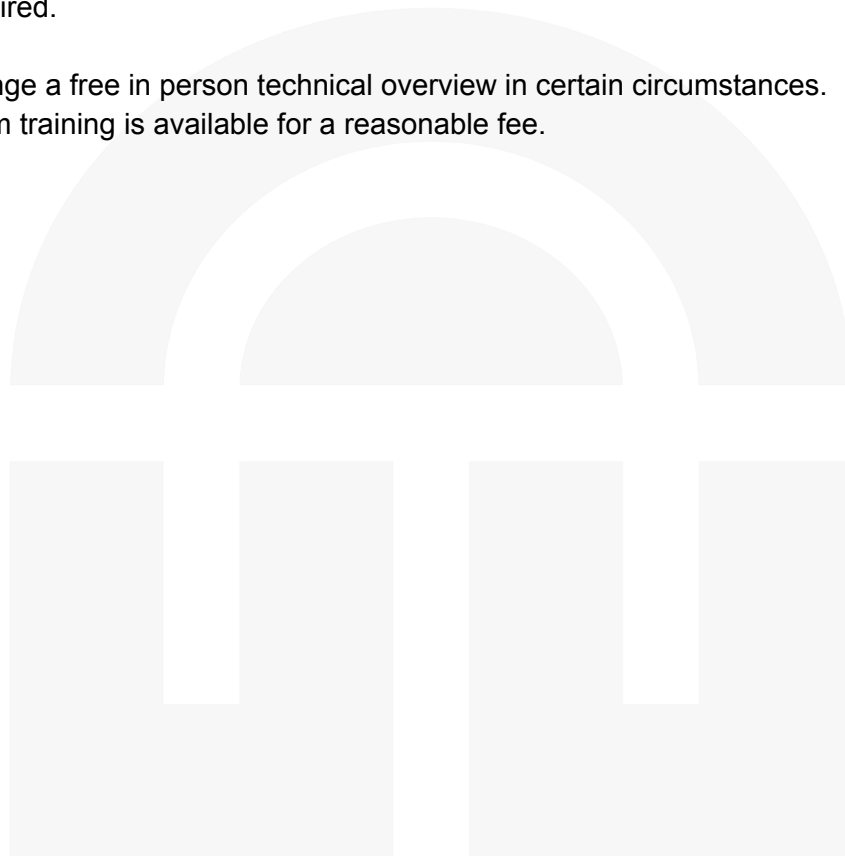 ired.
nge a free in person technical overview in certain circumstances.
n training is available for a reasonable fee.